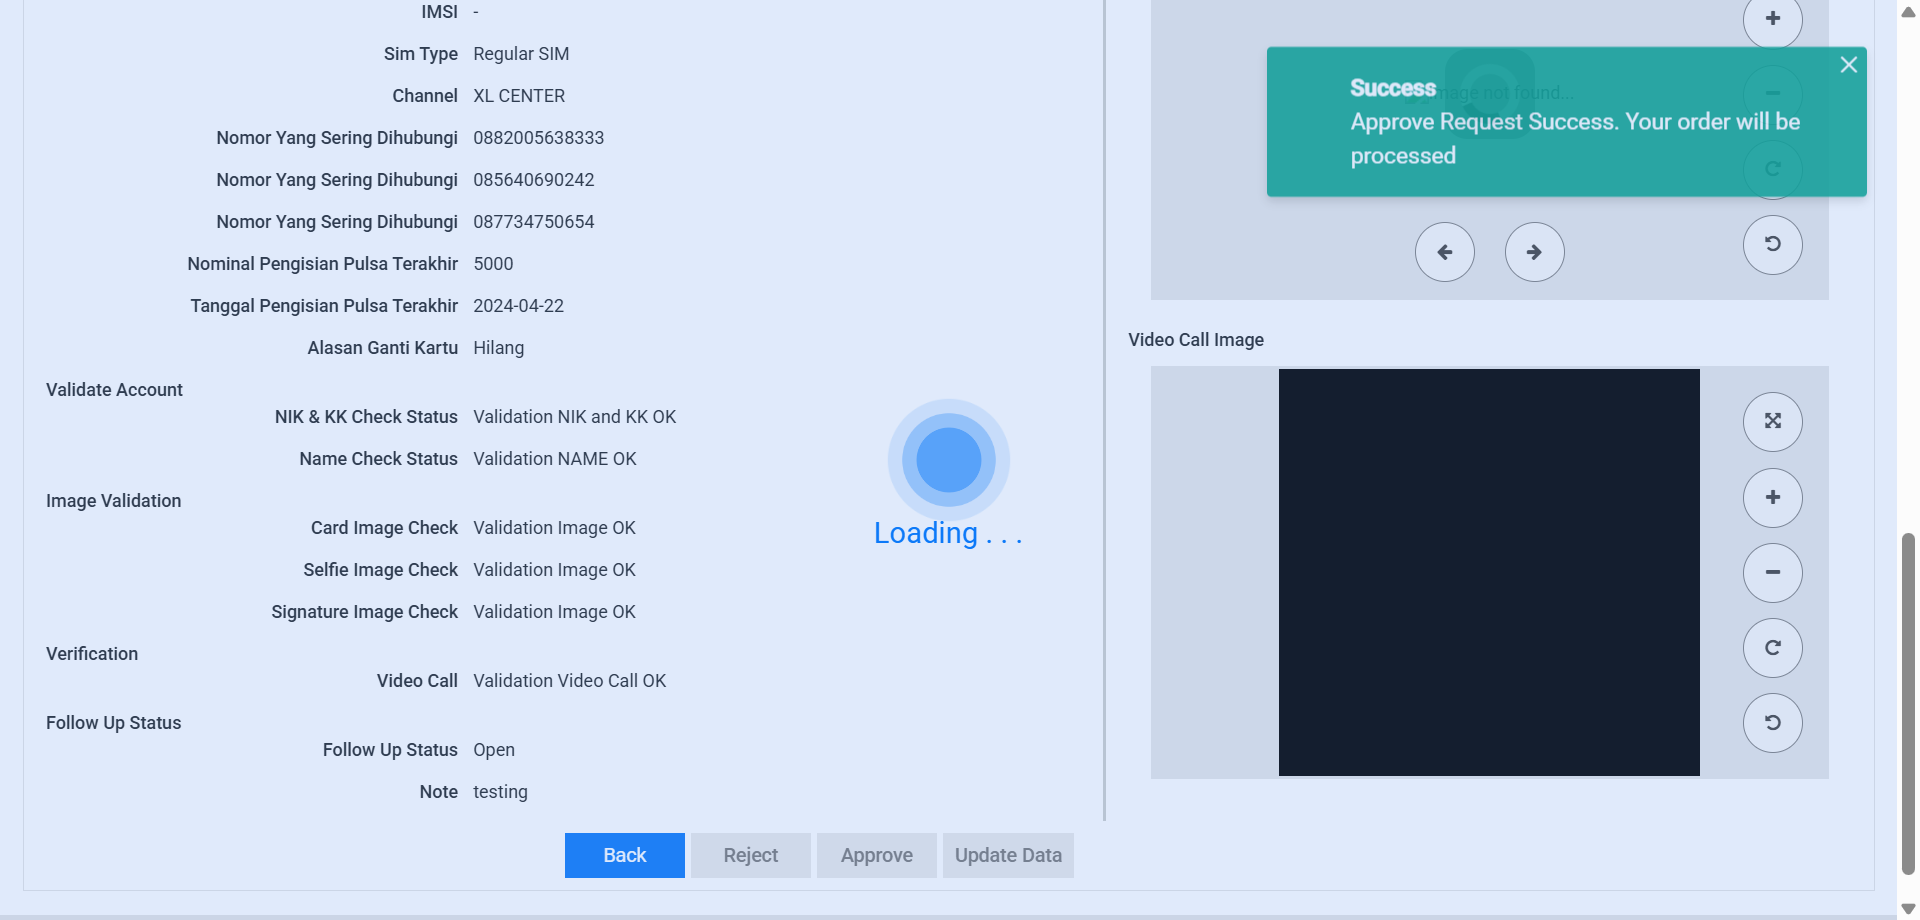 IMSI -
Sim Type Regular SIM
Channel XL CENTER
Nomor Yang Sering Dihubungi 0882005638333
Nomor Yang Sering Dihubungi 085640690242
Nomor Yang Sering Dihubungi 087734750654
Nominal Pengisian Pulsa Terakhir 5000
Tanggal Pengisian Pulsa Terakhir 2024-04-22
Alasan Ganti Kartu Hilang
Validate Account
NIK & KK Check Status Validation NIK and KK OK
Name Check Status Validation NAME OK
Image Validation
Card Image Check Validation Image OK
Selfie Image Check Validation Image OK
Signature Image Check Validation Image OK
Verification
Video Call Validation Video Call OK
Follow Up Status
Follow Up Status Open
Note testing
Back Reject Approve Update Data
Loading . . .
Success
image not found...
Approve Request Success. Your order will be
processed
Video Call Image